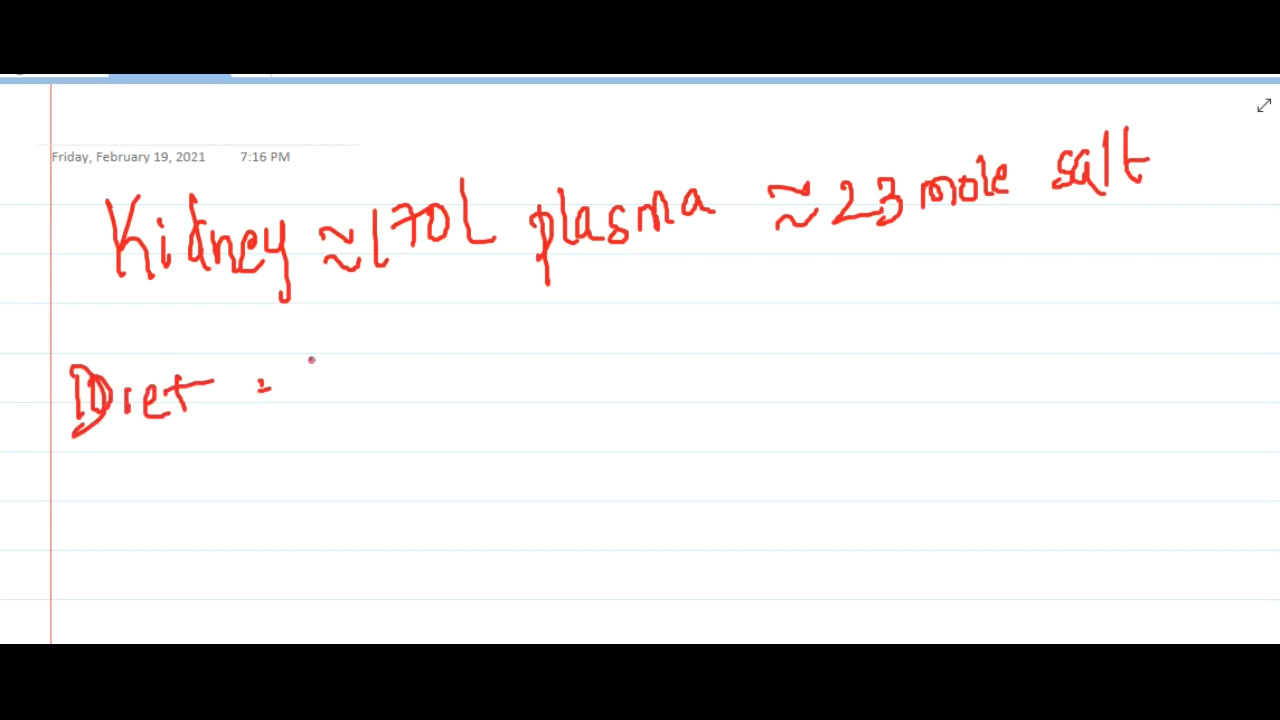 Friday, February 19, 2021 7:16 PM
Kidney ≈ 170L plasma ≈ 23 mole salt
Diet =